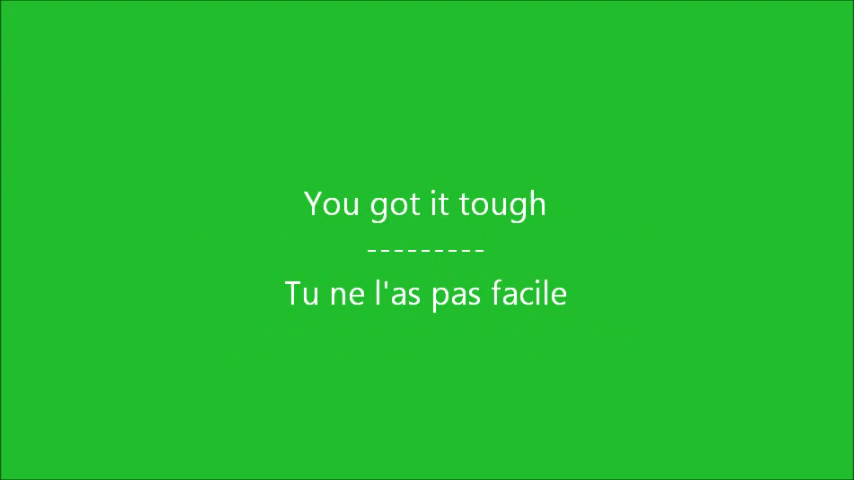 You got it tough
---------
Tu ne l'as pas facile